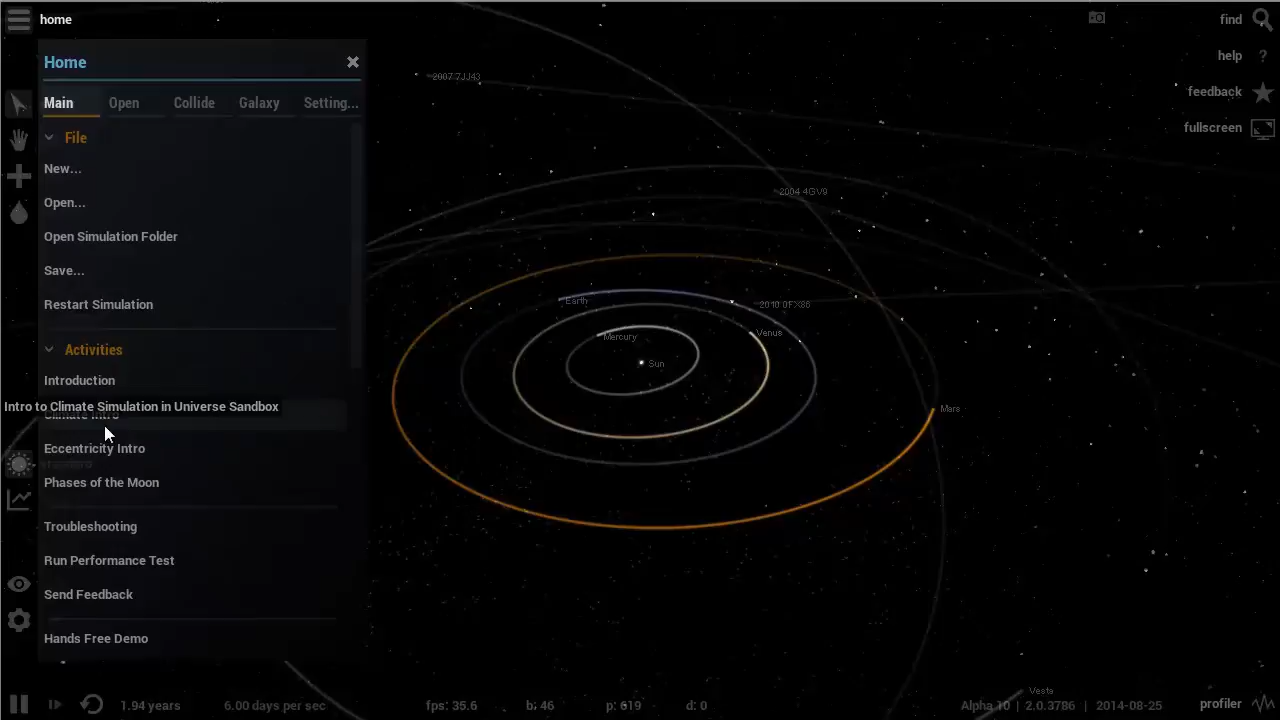 home
find
help ?
feedback
fullscreen
Home
Main Open Collide Galaxy Setting...
File
New...
Open...
Open Simulation Folder
Save...
Restart Simulation
Activities
Introduction
Intro to Climate Simulation in Universe Sandbox
Climate Intro
Eccentricity Intro
Phases of the Moon
Troubleshooting
Run Performance Test
Send Feedback
Hands Free Demo
2007 7JJ43
2004 4GV9
Earth
2010 0FX86
Venus
Mercury
Sun
Mars
Vesta
1.94 years 6.00 days per sec fps: 35.6 b: 46 p: 619 d: 0 Alpha 10 | 2.0.3786 | 2014-08-25 profiler